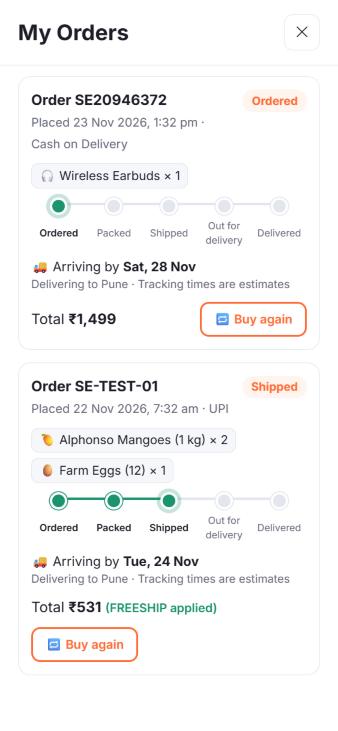 My Orders
Order SE20946372
Ordered
Placed 23 Nov 2026, 1:32 pm ·
Cash on Delivery
Wireless Earbuds × 1
Ordered
Packed
Shipped
Out for
delivery
Delivered
Arriving by Sat, 28 Nov
Delivering to Pune · Tracking times are estimates
Total ₹1,499
Buy again
Order SE-TEST-01
Shipped
Placed 22 Nov 2026, 7:32 am · UPI
Alphonso Mangoes (1 kg) × 2
Farm Eggs (12) × 1
Ordered
Packed
Shipped
Out for
delivery
Delivered
Arriving by Tue, 24 Nov
Delivering to Pune · Tracking times are estimates
Total ₹531 (FREESHIP applied)
Buy again